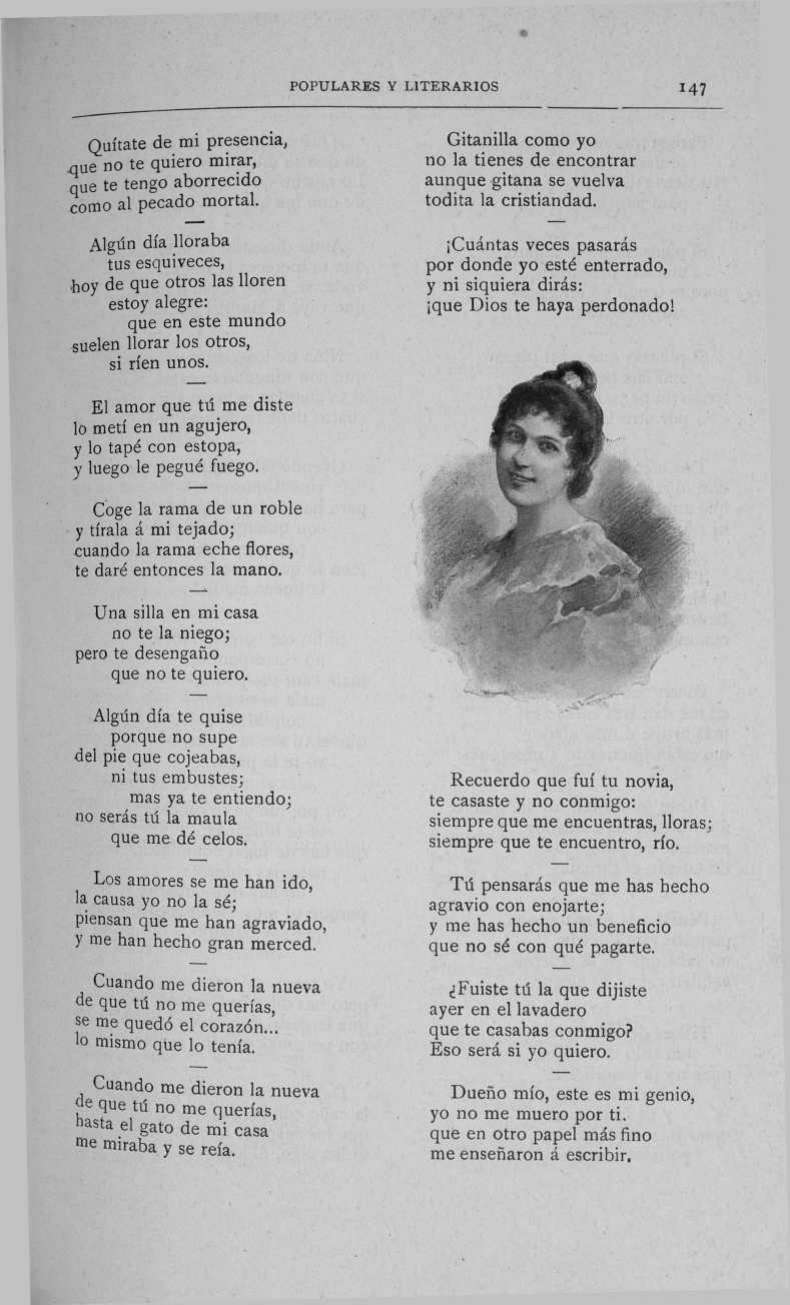 POPULARES Y LITERARIOS 147
Quítate de mi presencia,
que no te quiero mirar,
que te tengo aborrecido
como al pecado mortal.
—
Algún día lloraba
tus esquiveces,
hoy de que otros las lloren
estoy alegre:
que en este mundo
suelen llorar los otros,
si ríen unos.
—
El amor que tú me diste
lo metí en un agujero,
y lo tapé con estopa,
y luego le pegué fuego.
—
Coge la rama de un roble
y tírala á mi tejado;
cuando la rama eche flores,
te daré entonces la mano.
—
Una silla en mi casa
no te la niego;
pero te desengaño
que no te quiero.
—
Algún día te quise
porque no supe
del pie que cojeabas,
ni tus embustes;
mas ya te entiendo;
no serás tú la maula
que me dé celos.
—
Los amores se me han ido,
la causa yo no la sé;
piensan que me han agraviado,
y me han hecho gran merced.
—
Cuando me dieron la nueva
de que tú no me querías,
se me quedó el corazón...
lo mismo que lo tenía.
—
Cuando me dieron la nueva
de que tú no me querías,
hasta el gato de mi casa
me miraba y se reía.
Gitanilla como yo
no la tienes de encontrar
aunque gitana se vuelva
todita la cristiandad.
—
¡Cuántas veces pasarás
por donde yo esté enterrado,
y ni siquiera dirás:
¡que Dios te haya perdonado!
Recuerdo que fuí tu novia,
te casaste y no conmigo:
siempre que me encuentras, lloras;
siempre que te encuentro, río.
—
Tú pensarás que me has hecho
agravio con enojarte;
y me has hecho un beneficio
que no sé con qué pagarte.
—
¿Fuiste tú la que dijiste
ayer en el lavadero
que te casabas conmigo?
Eso será si yo quiero.
—
Dueño mío, este es mi genio,
yo no me muero por ti.
que en otro papel más fino
me enseñaron á escribir.